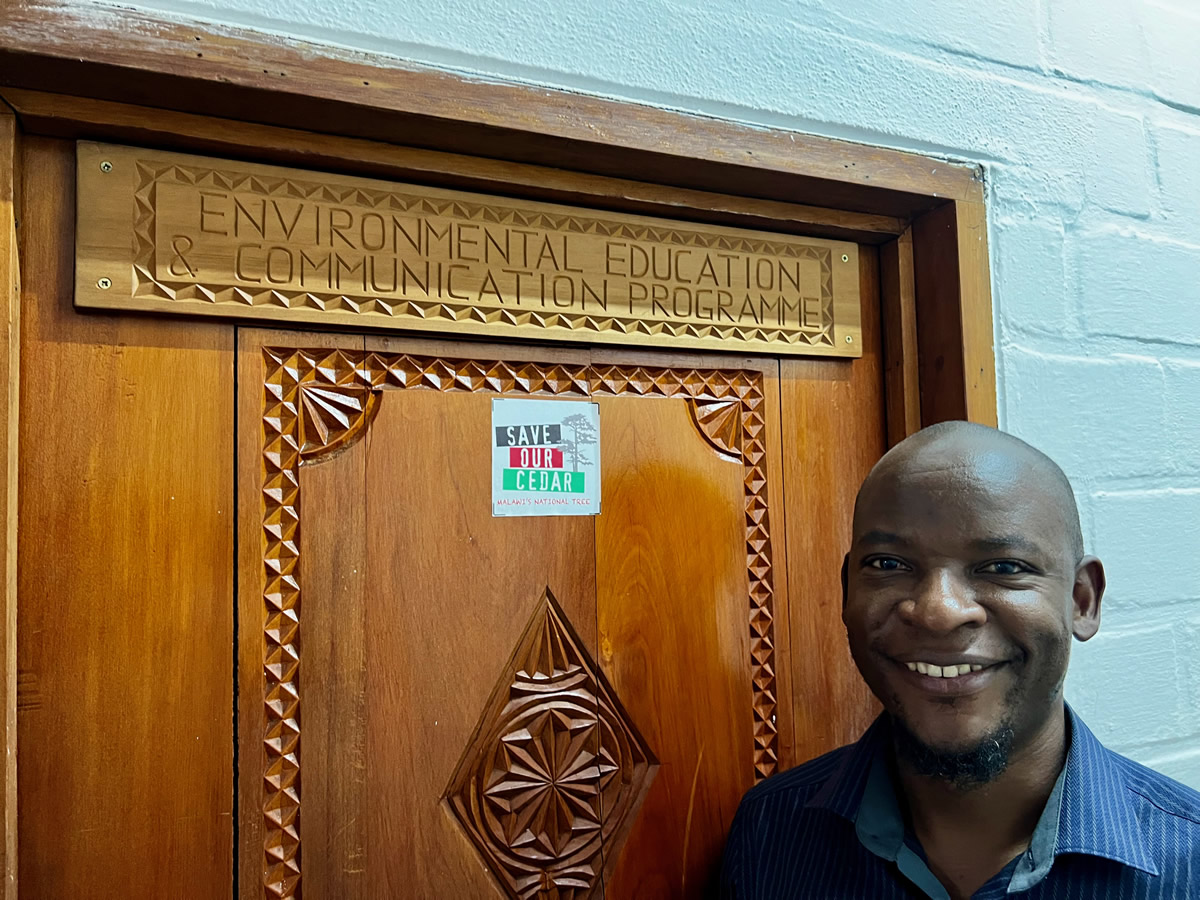 ENVIRONMENTAL EDUCATION
& COMMUNICATION PROGRAMME
SAVE
OUR
CEDAR
MALAWI'S NATIONAL TREE